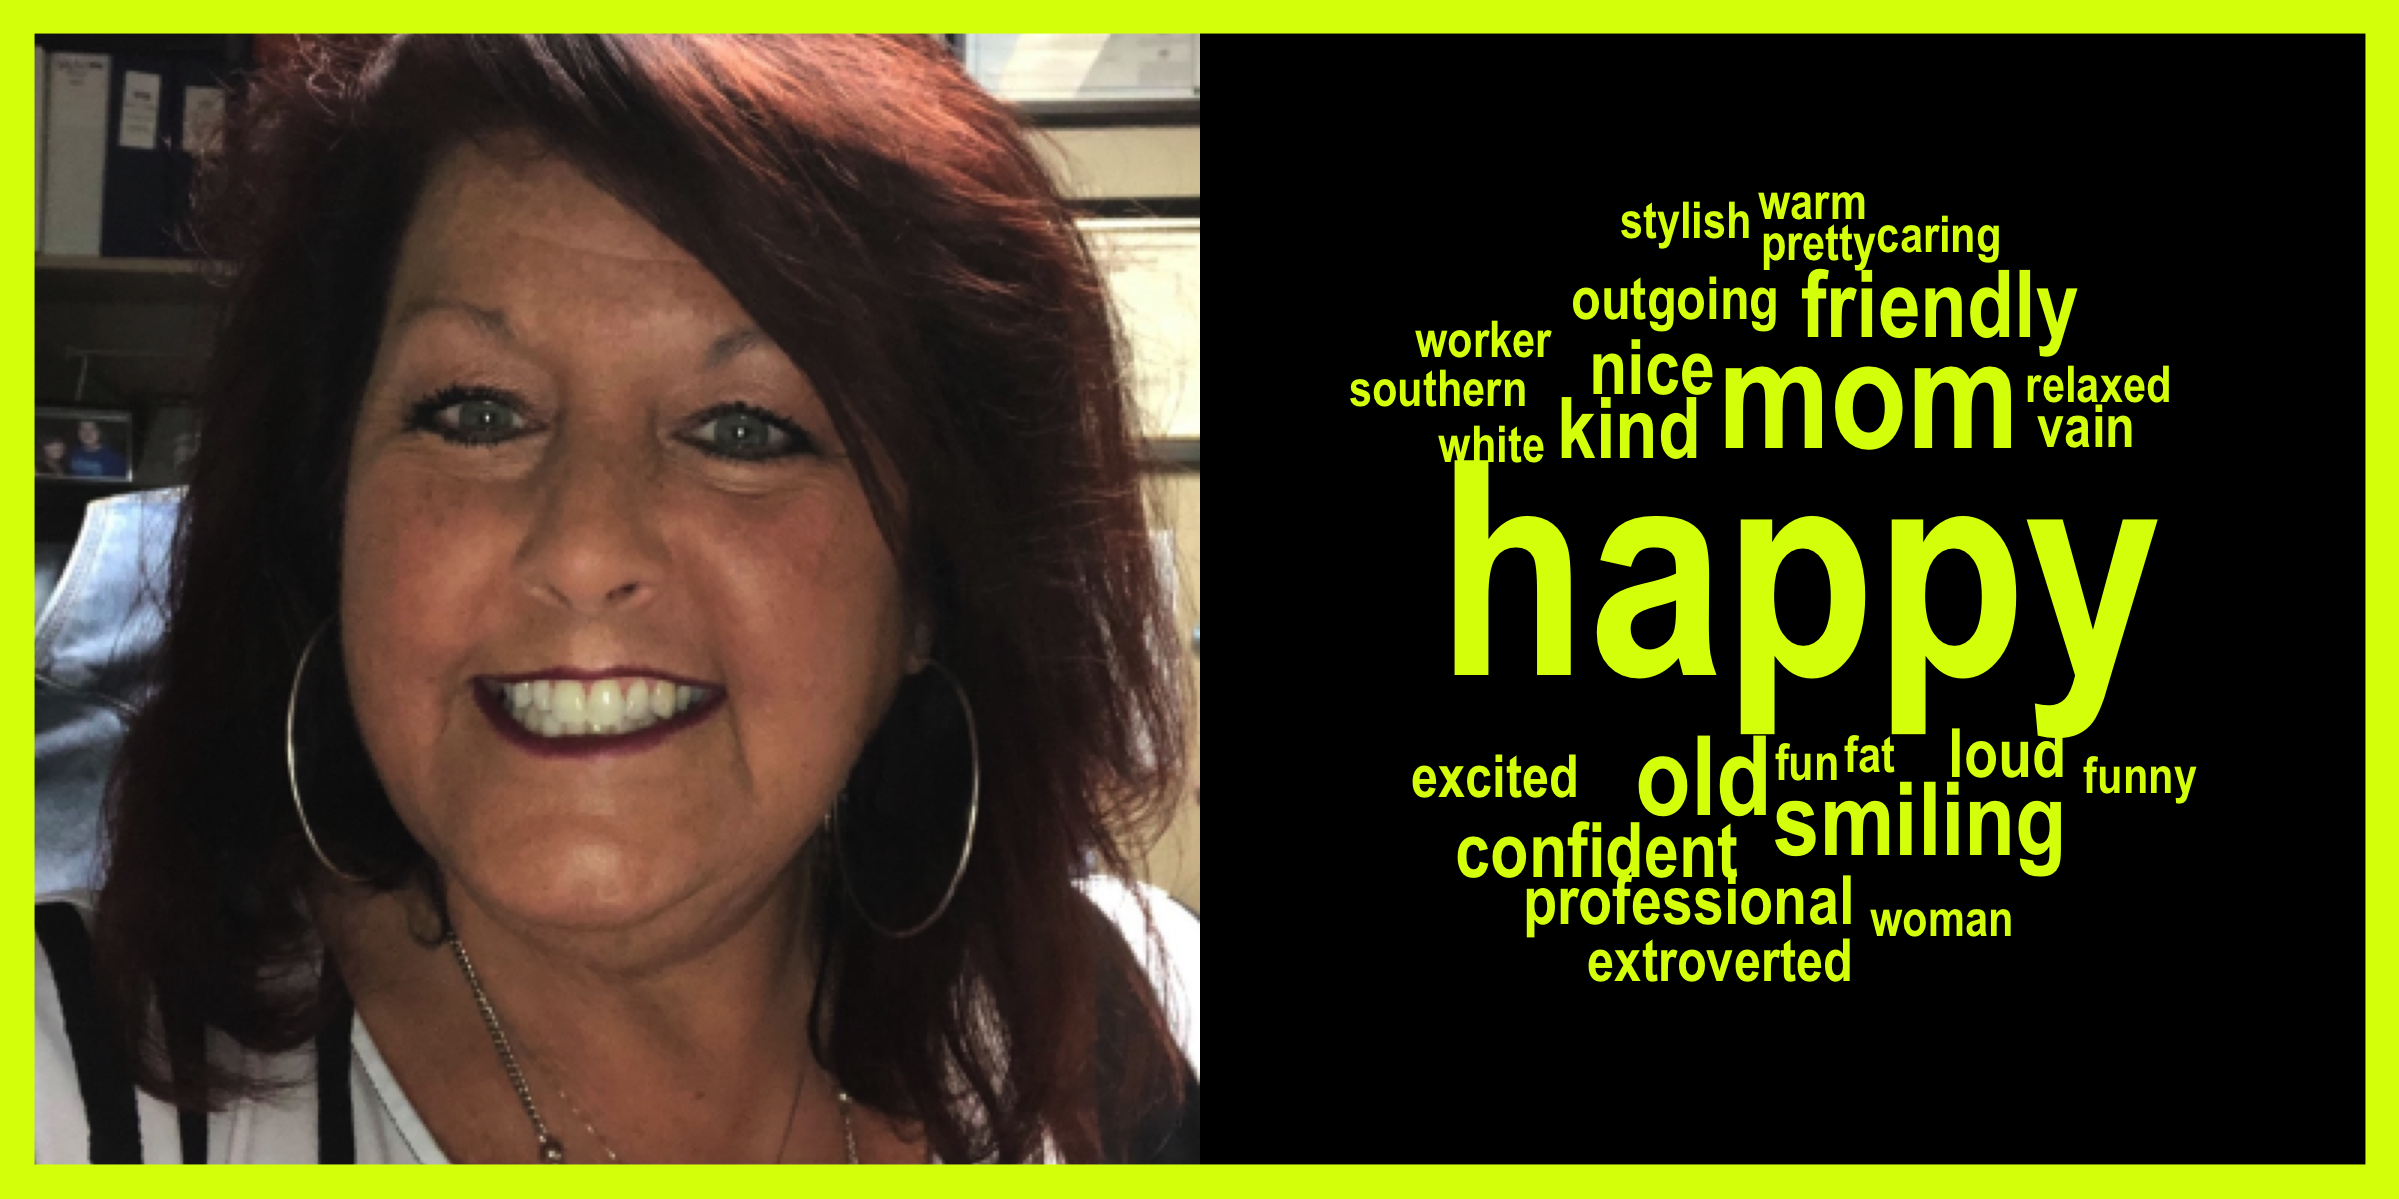 stylish warm
pretty caring
outgoing friendly
worker nice mom relaxed
southern kind vain
white
happy
excited old fun fat loud funny
smiling
confident
professional woman
extroverted